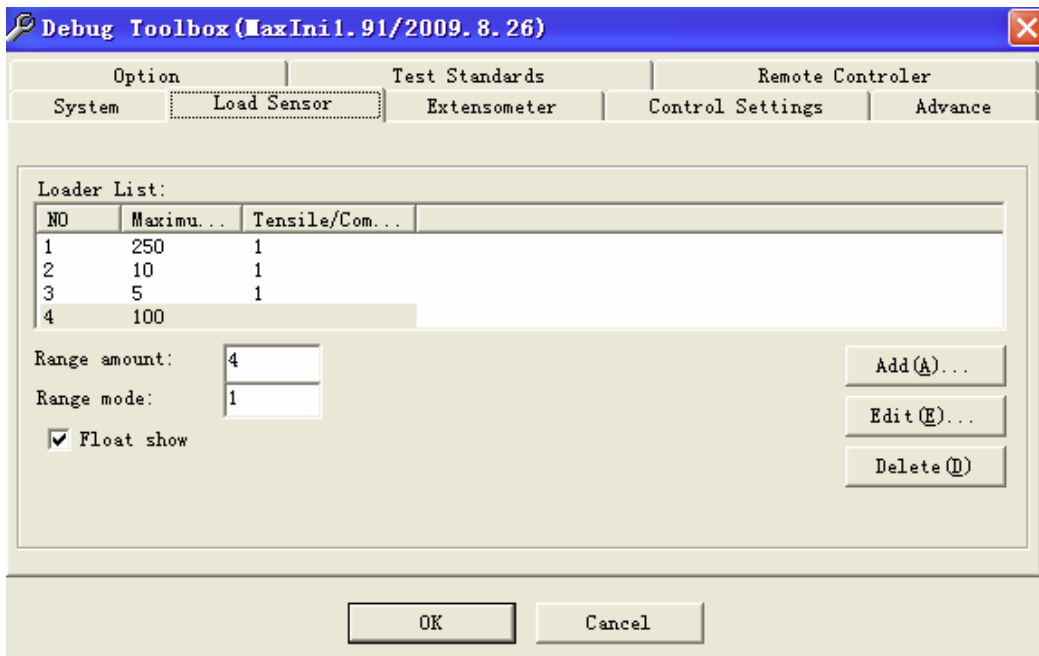 Debug Toolbox(MaxIni1.91/2009.8.26)
Option Test Standards Remote Controler
System Load Sensor Extensometer Control Settings Advance
Loader List:
NO Maximu... Tensile/Com...
1 250 1
2 10 1
3 5 1
4 100
Range amount: 4
Add(A)...
Range mode: 1
Edit(E)...
Float show
Delete(D)
OK Cancel